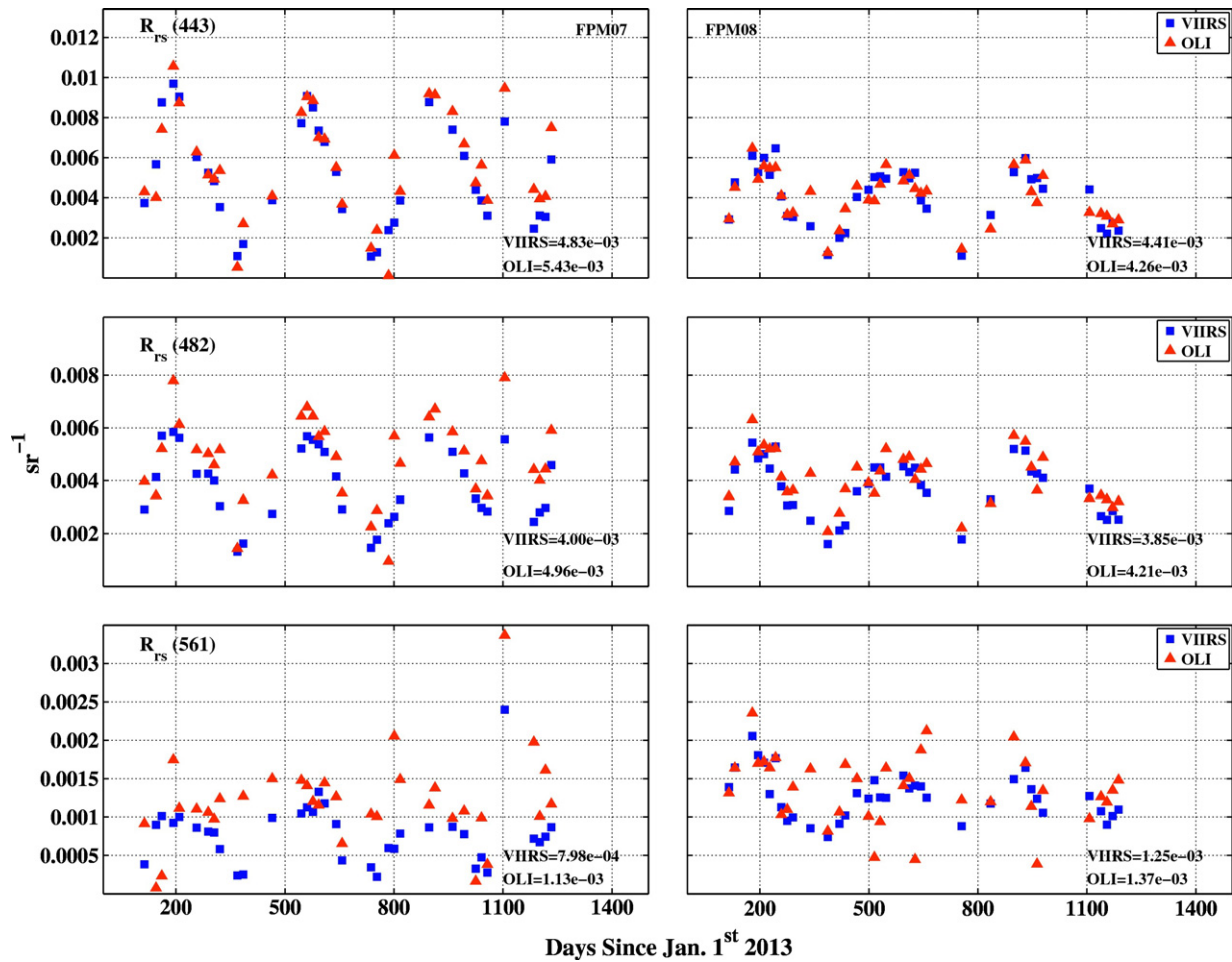 R_rs (443)
FPM07
FPM08
VIIRS
OLI
0.012
0.01
0.008
0.006
0.004
0.002
VIIRS=4.83e−03
OLI=5.43e−03
VIIRS=4.41e−03
OLI=4.26e−03
R_rs (482)
VIIRS
OLI
0.008
0.006
0.004
0.002
sr⁻¹
VIIRS=4.00e−03
OLI=4.96e−03
VIIRS=3.85e−03
OLI=4.21e−03
R_rs (561)
VIIRS
OLI
0.003
0.0025
0.002
0.0015
0.001
0.0005
VIIRS=7.98e−04
OLI=1.13e−03
VIIRS=1.25e−03
OLI=1.37e−03
200 500 800 1100 1400
200 500 800 1100 1400
Days Since Jan. 1st 2013